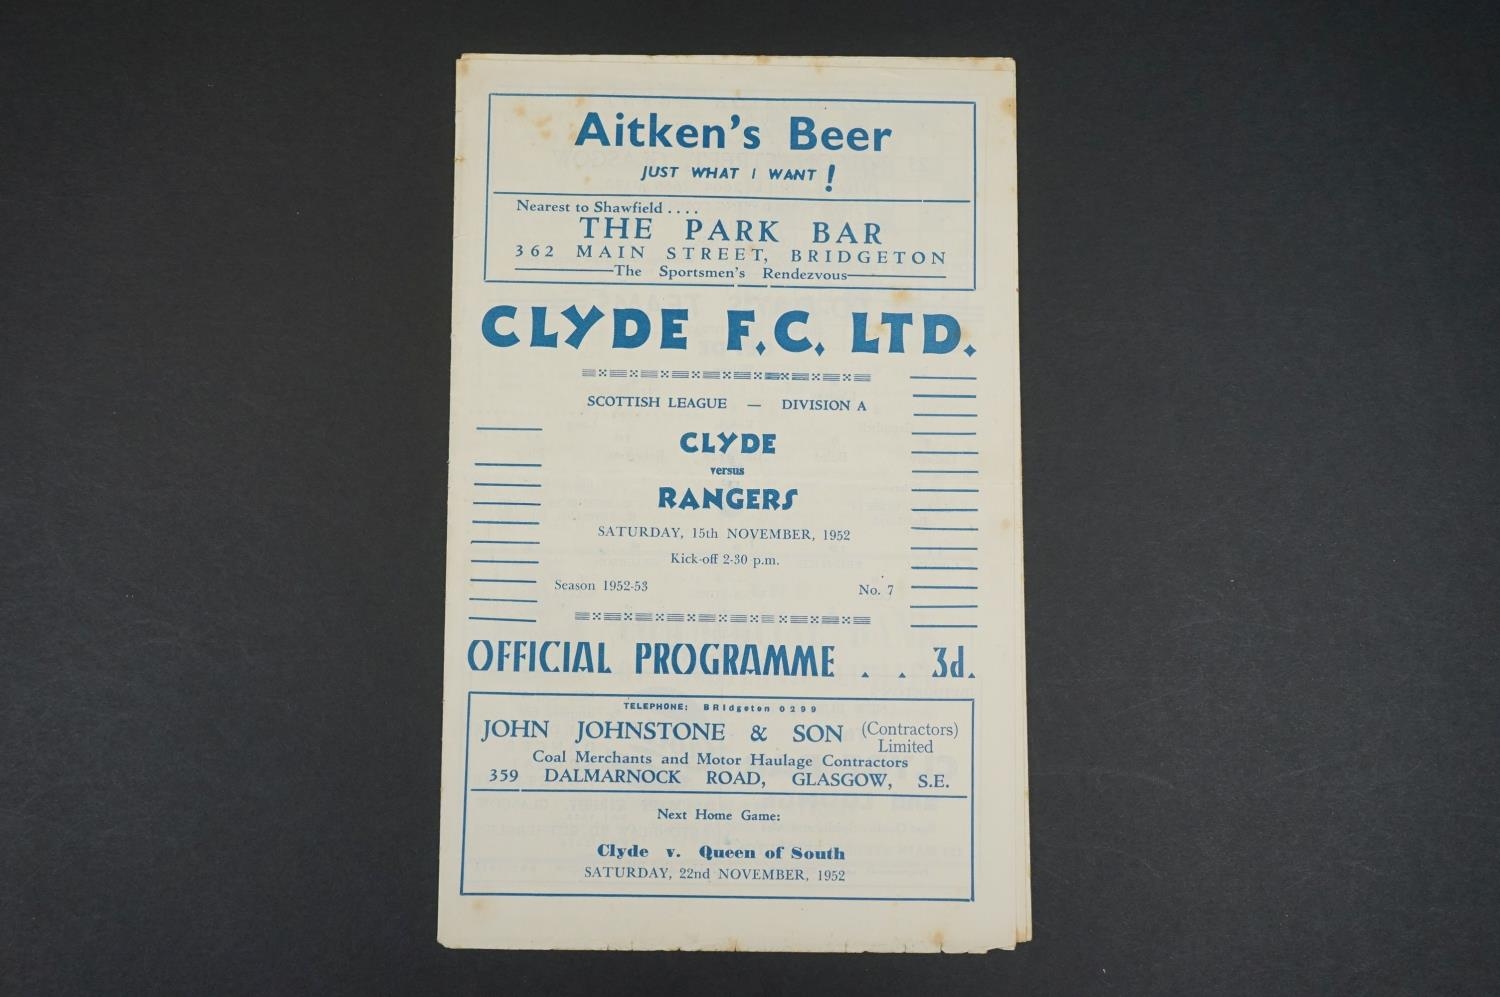 Aitken's Beer
JUST WHAT I WANT !
Nearest to Shawfield . . . .
THE PARK BAR
362 MAIN STREET, BRIDGETON
The Sportsmen's Rendezvous
CLYDE F.C. LTD.
SCOTTISH LEAGUE — DIVISION A
CLYDE
versus
RANGERS
SATURDAY, 15th NOVEMBER, 1952
Kick-off 2-30 p.m.
Season 1952-53 No. 7
OFFICIAL PROGRAMME . . 3d.
TELEPHONE: BRIdgeton 0299
JOHN JOHNSTONE & SON (Contractors) Limited
Coal Merchants and Motor Haulage Contractors
359 DALMARNOCK ROAD, GLASGOW, S.E.
Next Home Game:
Clyde v. Queen of South
SATURDAY, 22nd NOVEMBER, 1952